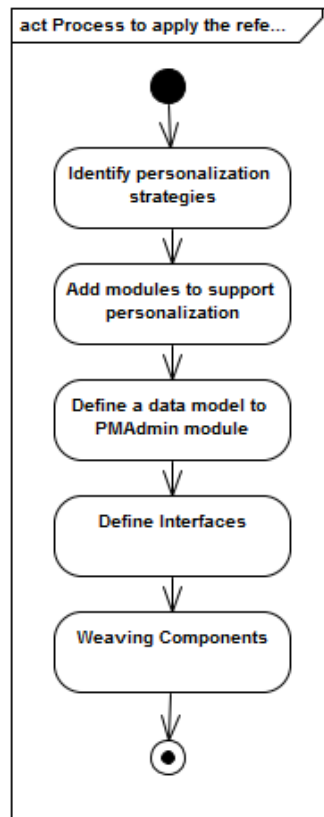 act Process to apply the refe...
Identify personalization
strategies
Add modules to support
personalization
Define a data model to
PMAdmin module
Define Interfaces
Weaving Components